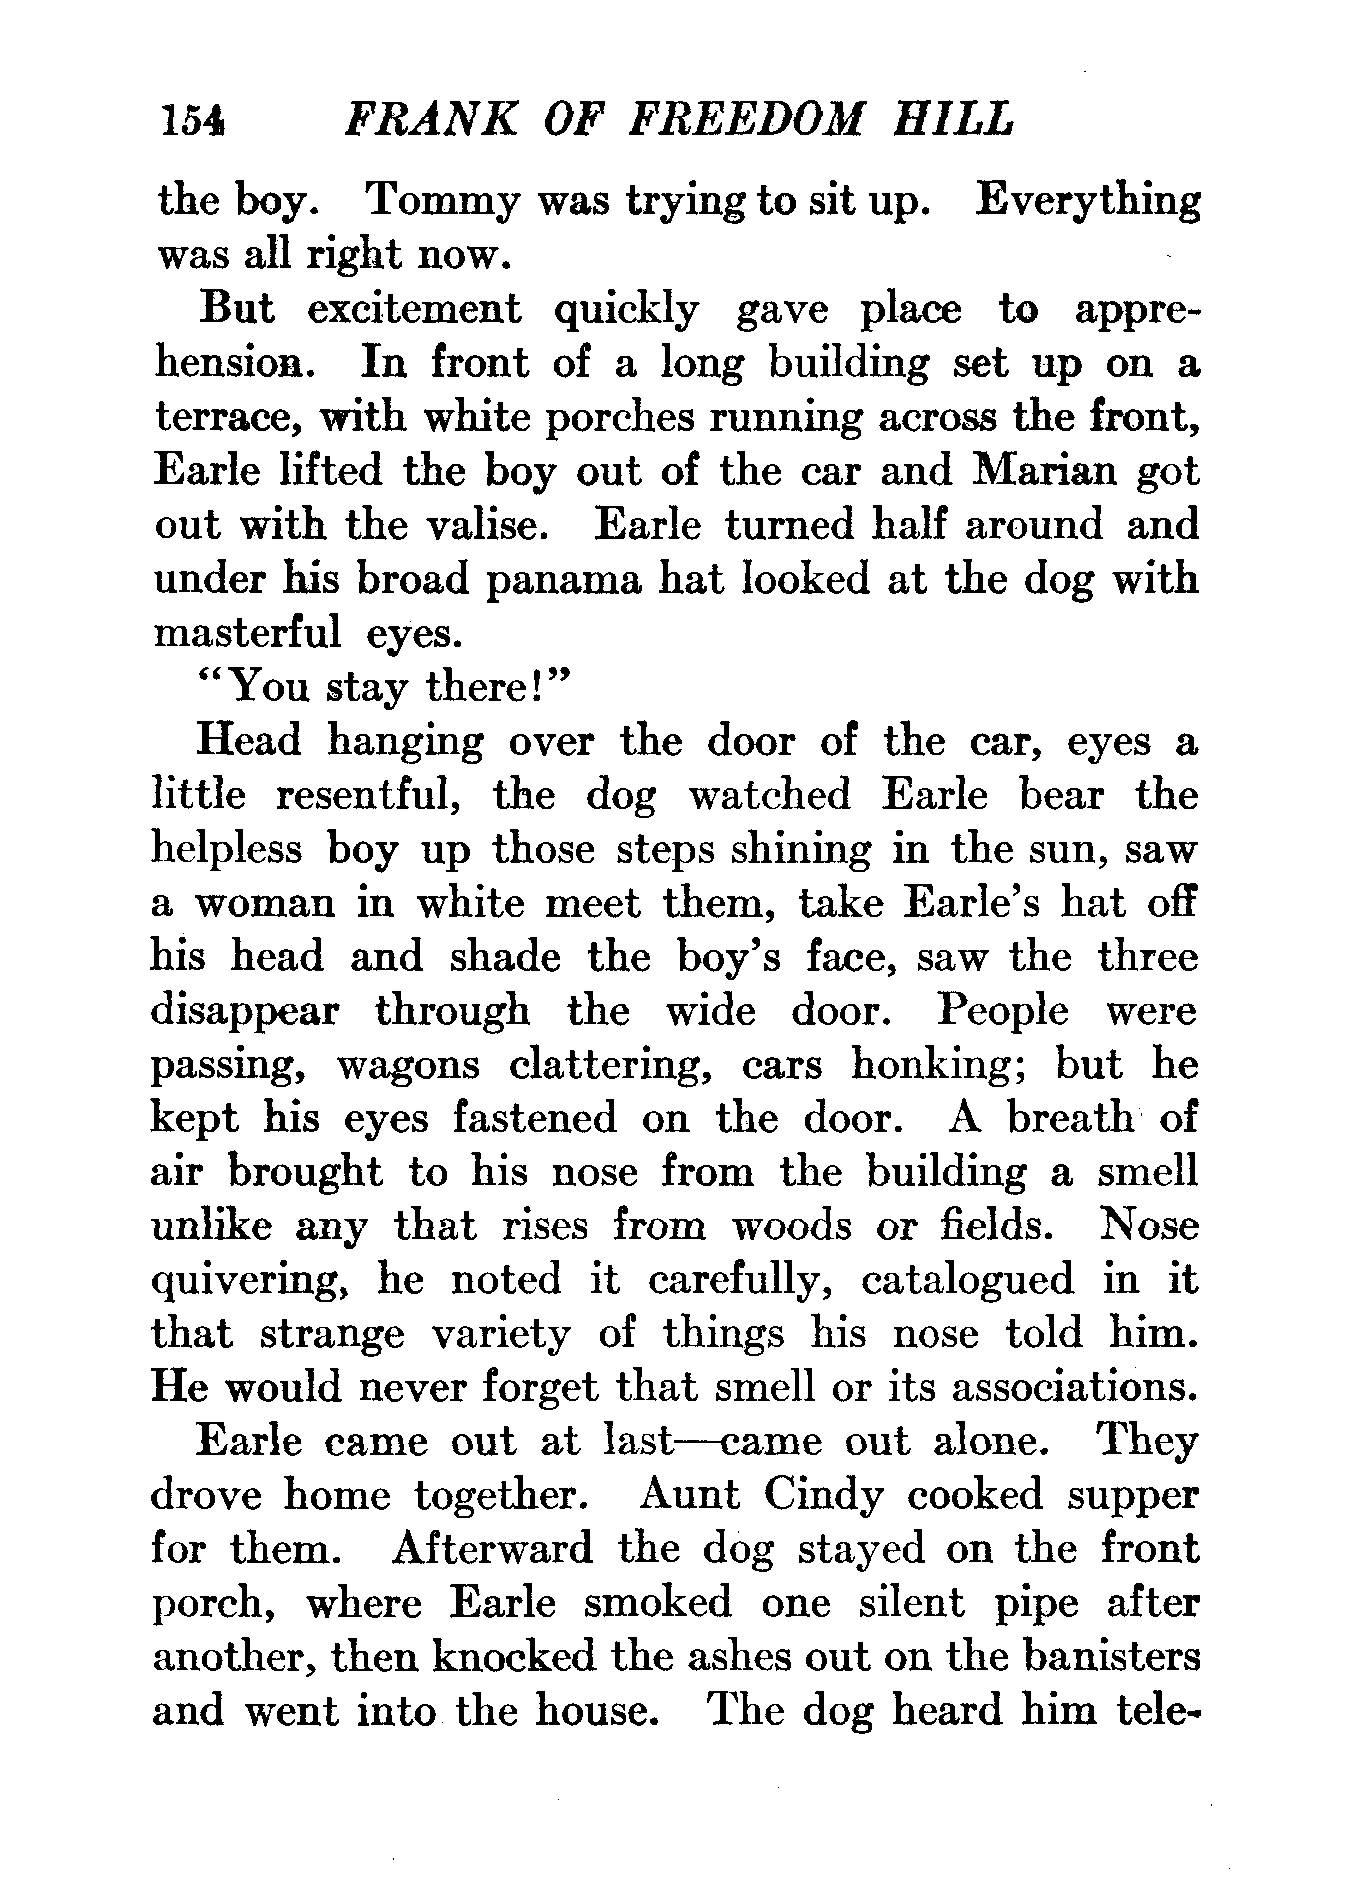 154 FRANK OF FREEDOM HILL
the boy. Tommy was trying to sit up. Everything
was all right now.
But excitement quickly gave place to appre-
hension. In front of a long building set up on a
terrace, with white porches running across the front,
Earle lifted the boy out of the car and Marian got
out with the valise. Earle turned half around and
under his broad panama hat looked at the dog with
masterful eyes.
“You stay there!”
Head hanging over the door of the car, eyes a
little resentful, the dog watched Earle bear the
helpless boy up those steps shining in the sun, saw
a woman in white meet them, take Earle’s hat off
his head and shade the boy’s face, saw the three
disappear through the wide door. People were
passing, wagons clattering, cars honking; but he
kept his eyes fastened on the door. A breath of
air brought to his nose from the building a smell
unlike any that rises from woods or fields. Nose
quivering, he noted it carefully, catalogued in it
that strange variety of things his nose told him.
He would never forget that smell or its associations.
Earle came out at last—came out alone. They
drove home together. Aunt Cindy cooked supper
for them. Afterward the dog stayed on the front
porch, where Earle smoked one silent pipe after
another, then knocked the ashes out on the banisters
and went into the house. The dog heard him tele-